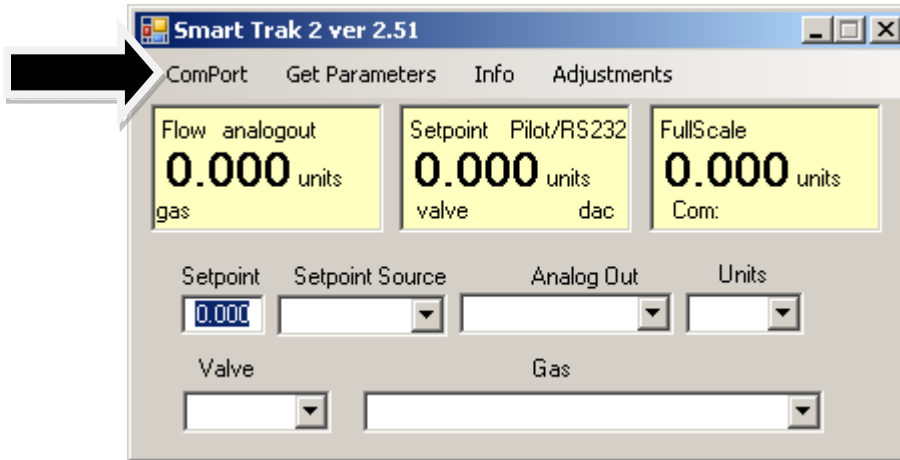 Smart Trak 2 ver 2.51
ComPort Get Parameters Info Adjustments
Flow analogout Setpoint Pilot/RS232 FullScale
0.000 units 0.000 units 0.000 units
gas valve dac Com:
Setpoint Setpoint Source Analog Out Units
0.000
Valve Gas